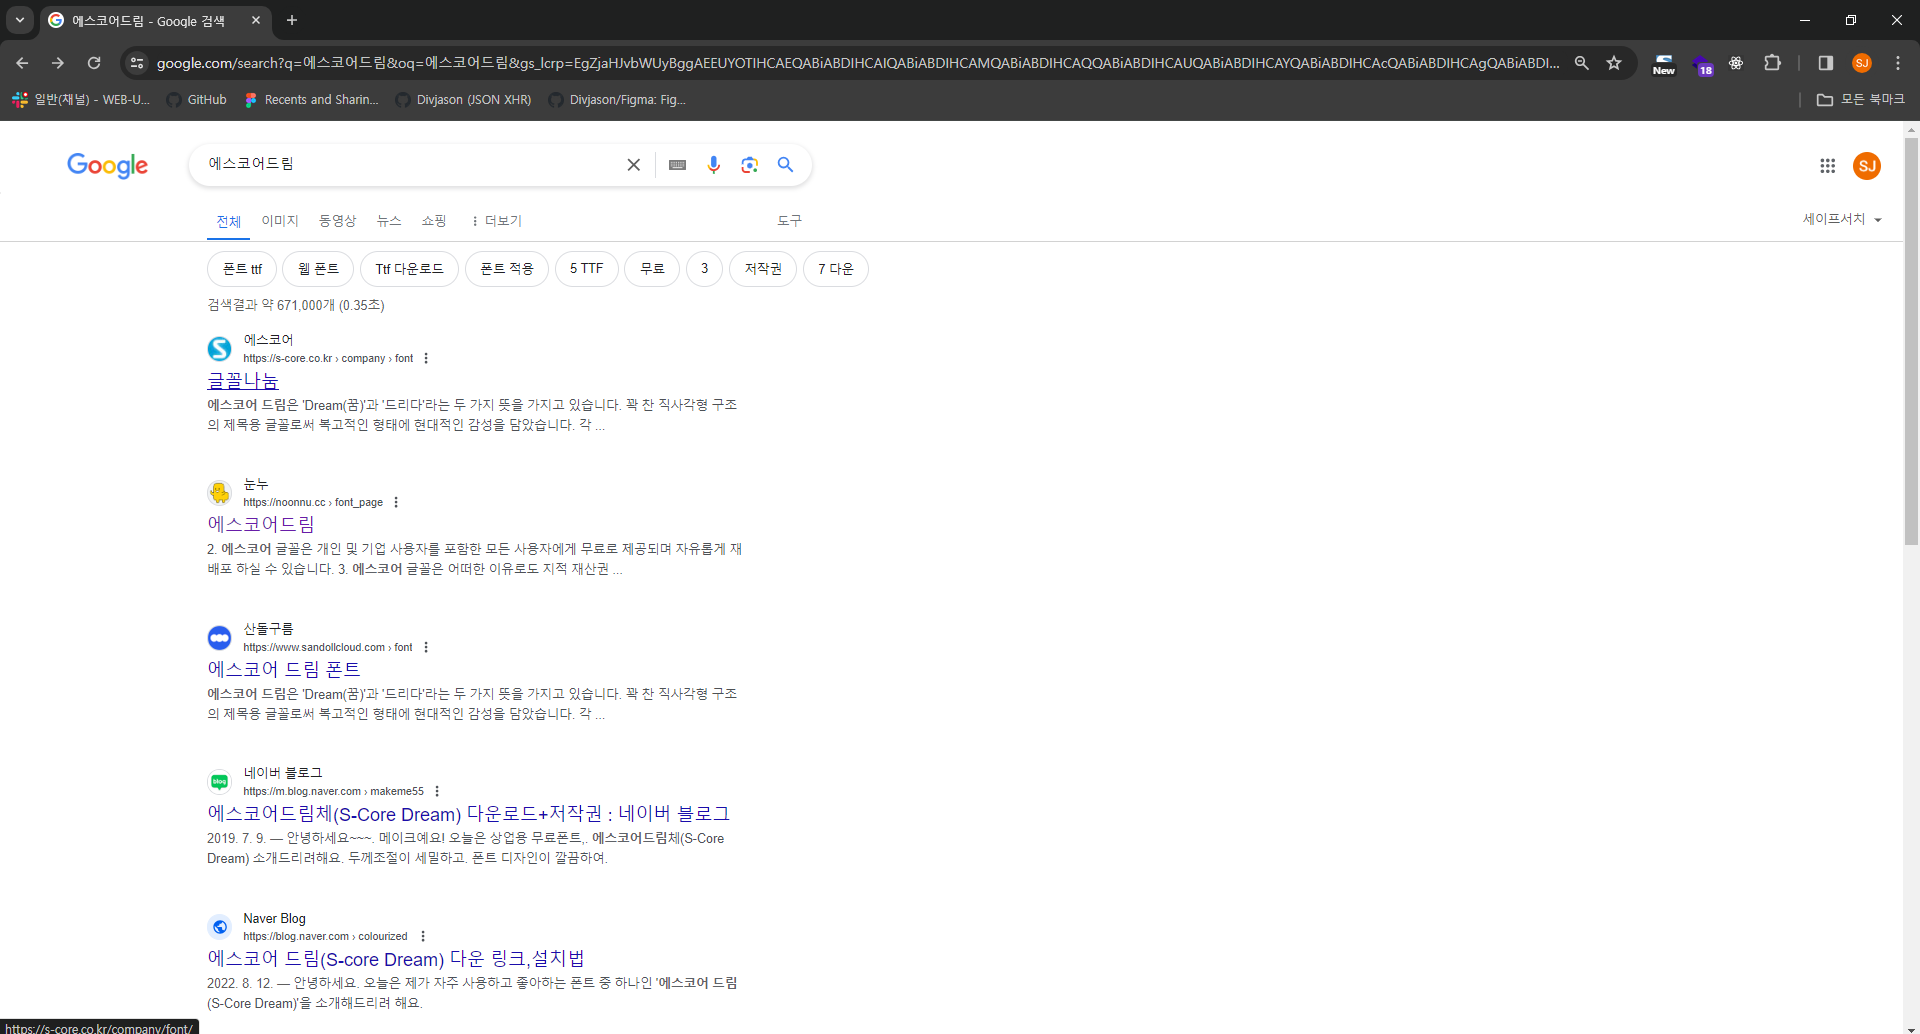 에스코어드림 - Google 검색
google.com/search?q=에스코어드림&oq=에스코어드림&gs_lcrp=EgZjaHJvbWUyBggAEEUYOTIHCAEQABiABDIHCAIQABiABDIHCAMQABiABDIHCAQQABiABDIHCAUQABiABDIHCAYQABiABDIHCAcQABiABDIHCAgQABiABDI...
New
18
SJ
일반(채널) - WEB-U...
GitHub
Recents and Sharin...
Divjason (JSON XHR)
Divjason/Figma: Fig...
모든 북마크
Google
에스코어드림
SJ
전체 이미지 동영상 뉴스 쇼핑 더보기 도구
세이프서치
폰트 ttf 웹 폰트 Ttf 다운로드 폰트 적용 5 TTF 무료 3 저작권 7 다운
검색결과 약 671,000개 (0.35초)
에스코어
https://s-core.co.kr › company › font
글꼴나눔
에스코어 드림은 'Dream(꿈)'과 '드리다'라는 두 가지 뜻을 가지고 있습니다. 꽉 찬 직사각형 구조
의 제목용 글꼴로써 복고적인 형태에 현대적인 감성을 담았습니다. 각 ...
눈누
https://noonnu.cc › font_page
에스코어드림
2. 에스코어 글꼴은 개인 및 기업 사용자를 포함한 모든 사용자에게 무료로 제공되며 자유롭게 재
배포 하실 수 있습니다. 3. 에스코어 글꼴은 어떠한 이유로도 지적 재산권 ...
산돌구름
https://www.sandollcloud.com › font
에스코어 드림 폰트
에스코어 드림은 'Dream(꿈)'과 '드리다'라는 두 가지 뜻을 가지고 있습니다. 꽉 찬 직사각형 구조
의 제목용 글꼴로써 복고적인 형태에 현대적인 감성을 담았습니다. 각 ...
blog
네이버 블로그
https://m.blog.naver.com › makeme55
에스코어드림체(S-Core Dream) 다운로드+저작권 : 네이버 블로그
2019. 7. 9. — 안녕하세요~~~. 메이크예요! 오늘은 상업용 무료폰트,. 에스코어드림체(S-Core
Dream) 소개드리려해요. 두께조절이 세밀하고. 폰트 디자인이 깔끔하여.
Naver Blog
https://blog.naver.com › colourized
에스코어 드림(S-core Dream) 다운 링크,설치법
2022. 8. 12. — 안녕하세요. 오늘은 제가 자주 사용하고 좋아하는 폰트 중 하나인 '에스코어 드림
(S-Core Dream)'을 소개해드리려 해요.
https://s-core.co.kr/company/font/